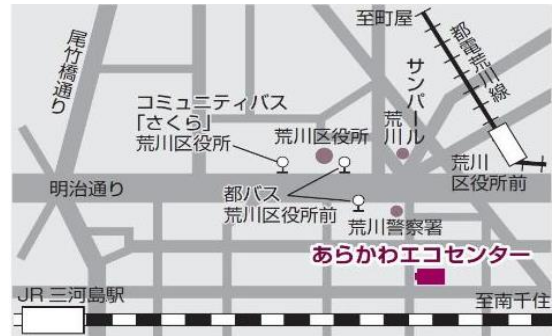 至町屋
都電荒川線
尾竹橋通り
サンパール
荒川
コミュニティバス
「さくら」
荒川区役所
荒川区役所
荒川
区役所前
明治通り
都バス
荒川区役所前
荒川警察署
あらかわエコセンター
JR 三河島駅
至南千住